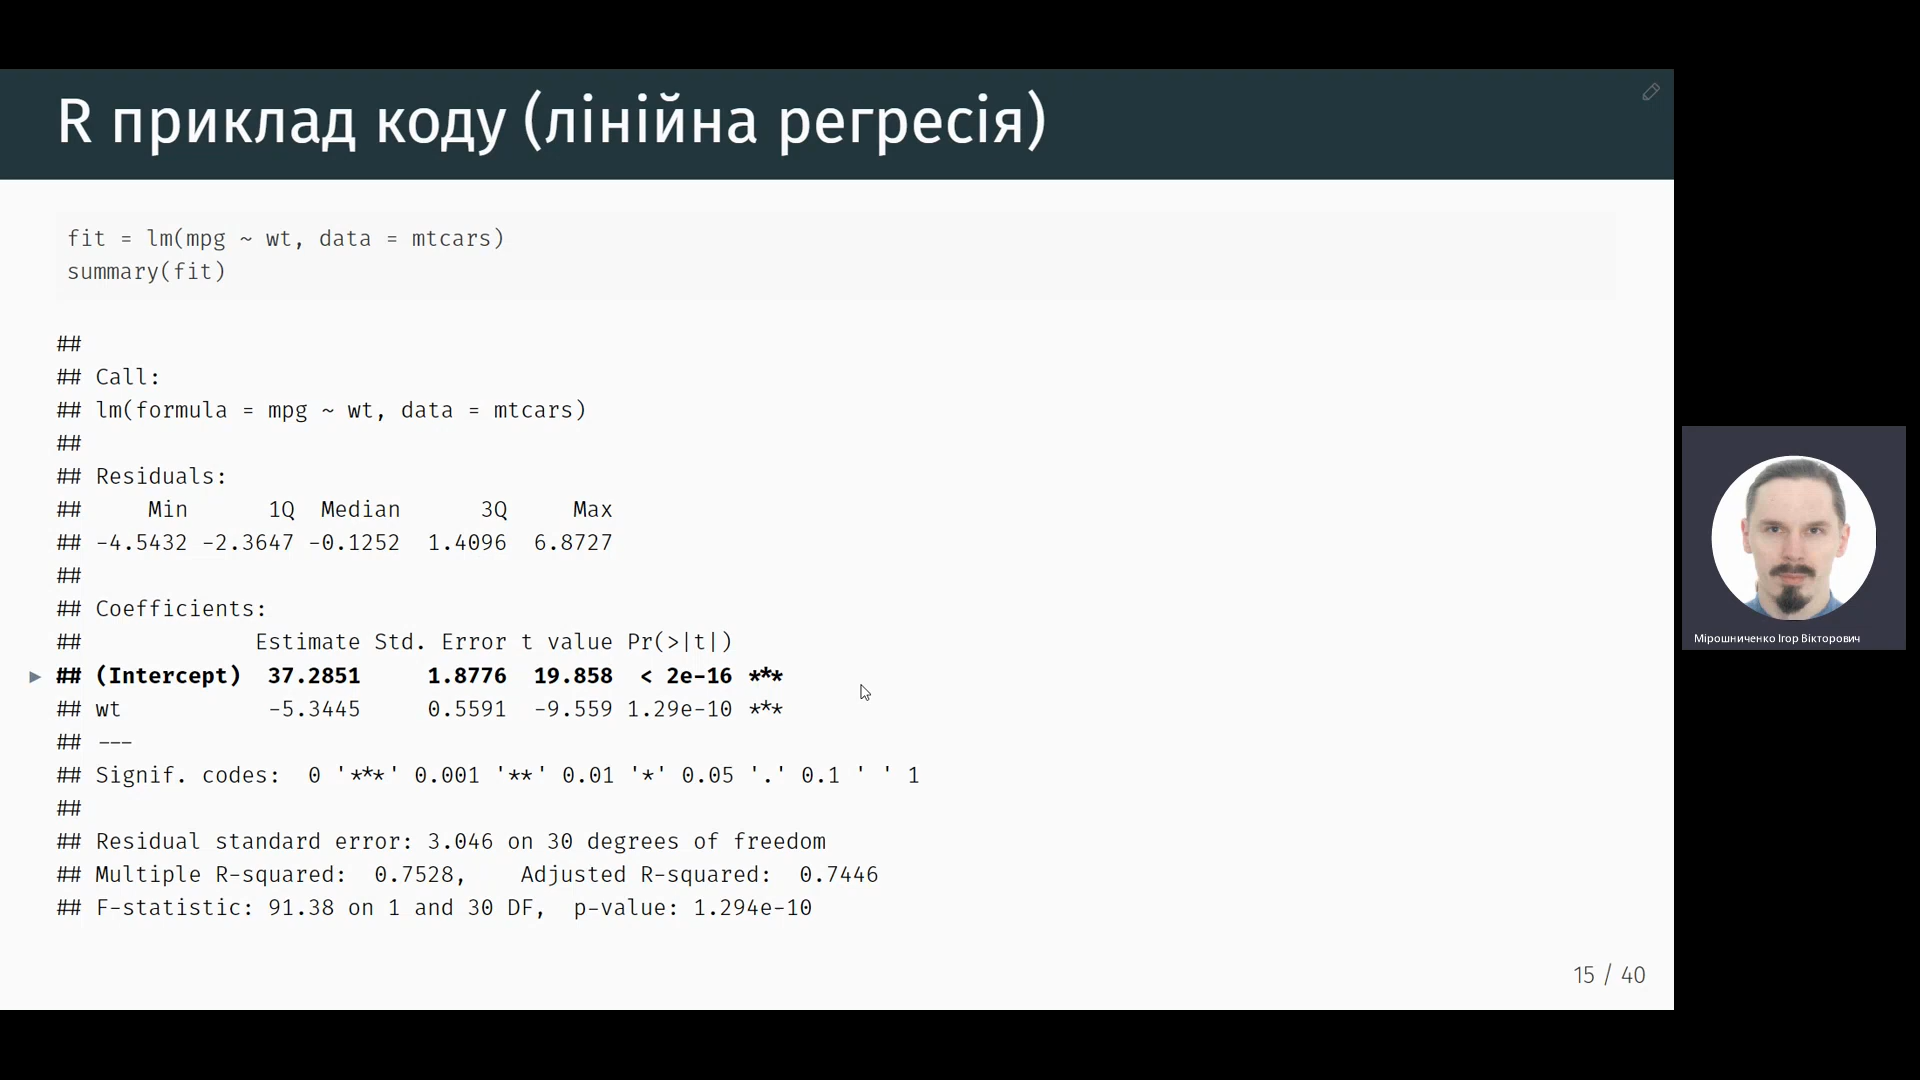 R приклад коду (лінійна регресія)
fit = lm(mpg ~ wt, data = mtcars)
summary(fit)
##
## Call:
## lm(formula = mpg ~ wt, data = mtcars)
##
## Residuals:
##     Min      1Q  Median      3Q     Max
## -4.5432 -2.3647 -0.1252  1.4096  6.8727
##
## Coefficients:
##             Estimate Std. Error t value Pr(>|t|)
## (Intercept)  37.2851     1.8776  19.858  < 2e-16 ***
## wt           -5.3445     0.5591  -9.559 1.29e-10 ***
## ---
## Signif. codes:  0 '***' 0.001 '**' 0.01 '*' 0.05 '.' 0.1 ' ' 1
##
## Residual standard error: 3.046 on 30 degrees of freedom
## Multiple R-squared:  0.7528,    Adjusted R-squared:  0.7446
## F-statistic: 91.38 on 1 and 30 DF,  p-value: 1.294e-10
15 / 40
Мірошниченко Ігор Вікторович